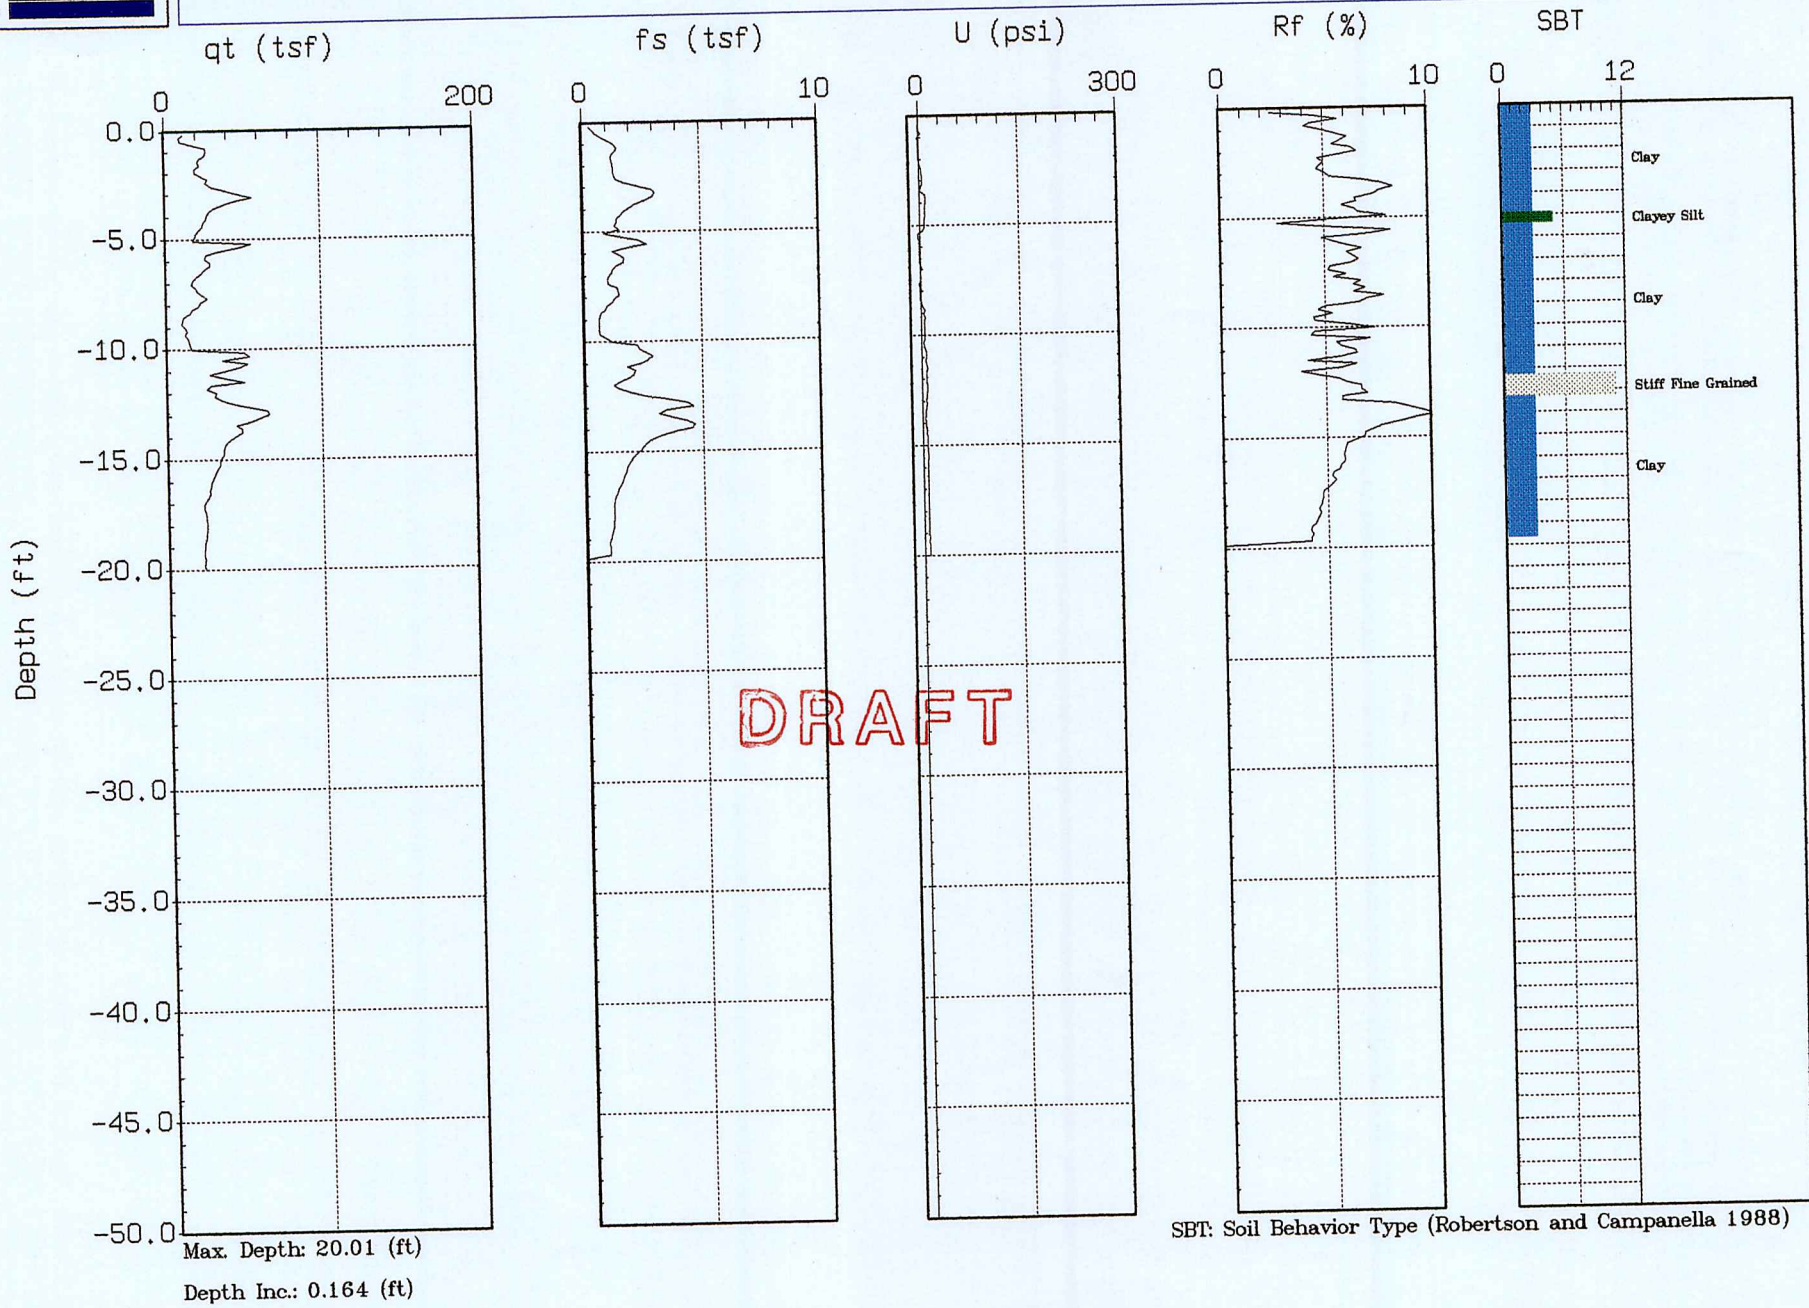 qt (tsf)
fs (tsf)
U (psi)
Rf (%)
SBT
0 200
0 10
0 300
0 10
0 12
Depth (ft)
0.0
-5.0
-10.0
-15.0
-20.0
-25.0
-30.0
-35.0
-40.0
-45.0
-50.0
Clay
Clayey Silt
Clay
Stiff Fine Grained
Clay
DRAFT
Max. Depth: 20.01 (ft)
Depth Inc.: 0.164 (ft)
SBT: Soil Behavior Type (Robertson and Campanella 1988)